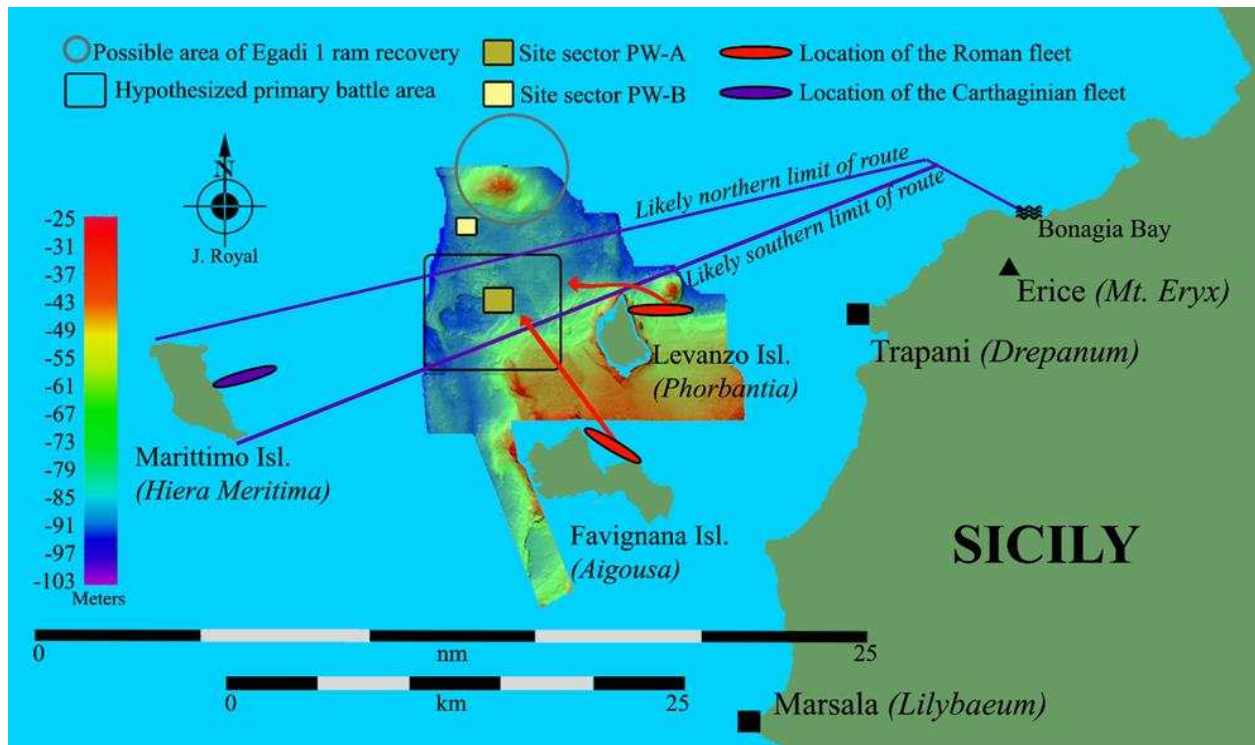 Possible area of Egadi 1 ram recovery
Hypothesized primary battle area
Site sector PW-A
Site sector PW-B
Location of the Roman fleet
Location of the Carthaginian fleet
N
J. Royal
-25
-31
-37
-43
-49
-55
-61
-67
-73
-79
-85
-91
-97
-103
Meters
Likely northern limit of route
Likely southern limit of route
Bonagia Bay
Erice (Mt. Eryx)
Trapani (Drepanum)
Levanzo Isl.
(Phorbantia)
Marittimo Isl.
(Hiera Meritima)
Favignana Isl.
(Aigousa)
SICILY
0 nm 25
0 km 25
Marsala (Lilybaeum)